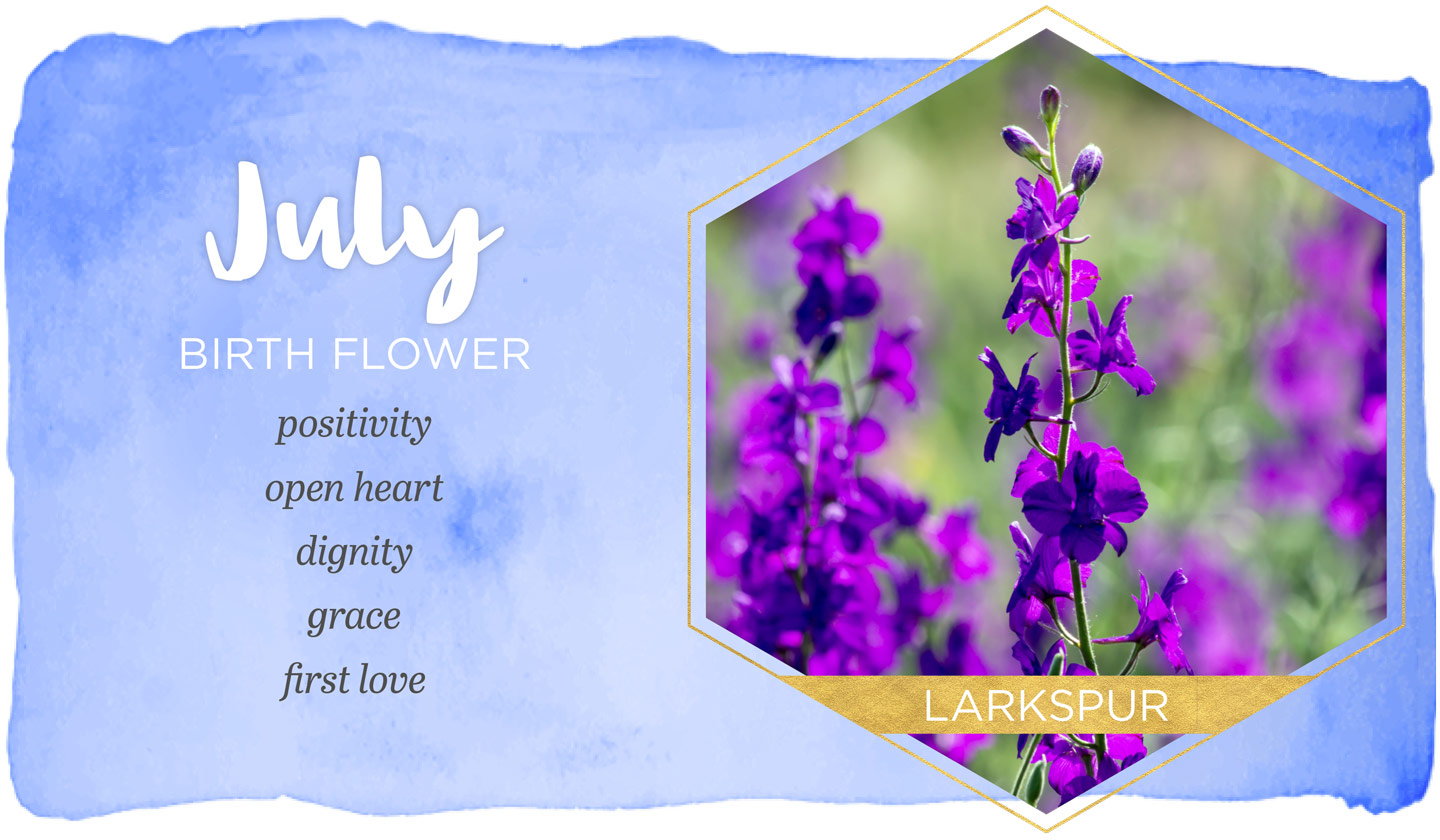 July
BIRTH FLOWER
positivity
open heart
dignity
grace
first love
LARKSPUR